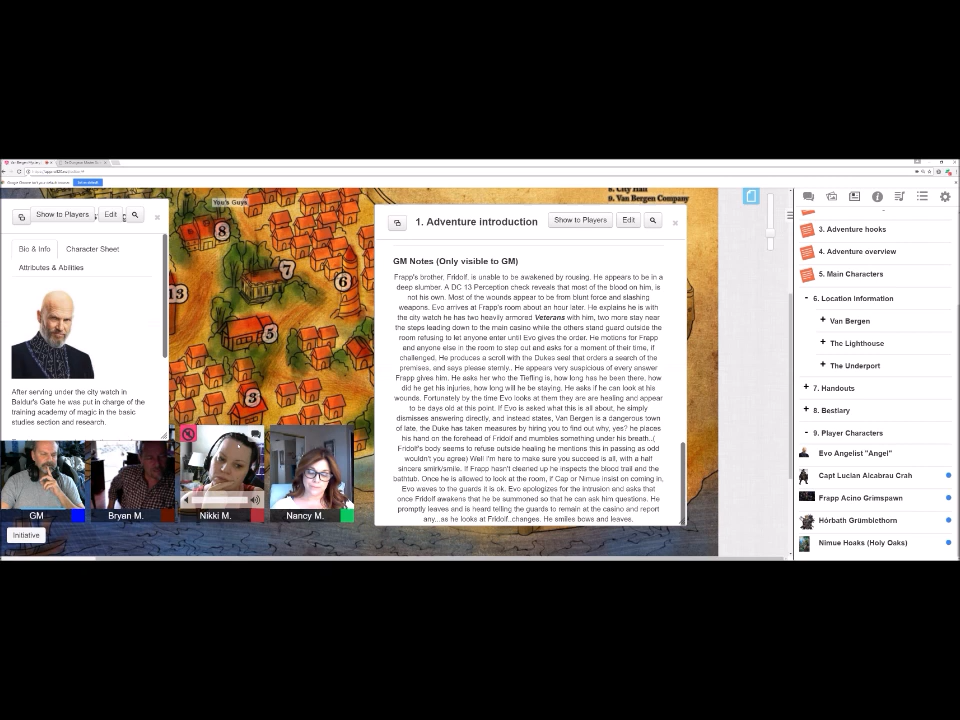 Van Bergen Myste
Google Chrome isn't your default browser
Set as default
Show to Players
Edit
Bio & Info
Character Sheet
Attributes & Abilities
After serving under the city watch in
Baldur's Gate he was put in charge of the
training academy of magic in the basic
studies section and research.
You's Guys
8
7
6
13
5
3
8. City Hall
9. Van Bergen Company
1. Adventure introduction
Show to Players
Edit
GM Notes (Only visible to GM)
Frapp's brother, Fridolf, is unable to be awakened by rousing. He appears to be in a
deep slumber. A DC 13 Perception check reveals that most of the blood on him, is
not his own. Most of the wounds appear to be from blunt force and slashing
weapons. Evo arrives at Frapp's room about an hour later. He explains he is with
the city watch he has two heavily armored Veterans with him, two more stay near
the steps leading down to the main casino while the others stand guard outside the
room refusing to let anyone enter until Evo gives the order. He motions for Frapp
and anyone else in the room to step out and asks for a moment of their time, if
challenged. He produces a scroll with the Dukes seal that orders a search of the
premises, and says please sternly.. He appears very suspicious of every answer
Frapp gives him. He asks her who the Tiefling is, how long has he been there, how
did he get his injuries, how long will he be staying. He asks if he can look at his
wounds. Fortunately by the time Evo looks at them they are are healing and appear
to be days old at this point. If Evo is asked what this is all about, he simply
dismisses answering directly, and instead states, Van Bergen is a dangerous town
of late, the Duke has taken measures by hiring you to find out why, yes? he places
his hand on the forehead of Fridolf and mumbles something under his breath..(
Fridolf's body seems to refuse outside healing he mentions this in passing as odd
wouldn't you agree) Well I'm here to make sure you succeed is all, with a half
sincere smirk/smile. If Frapp hasn't cleaned up he inspects the blood trail and the
bathtub. Once he is allowed to look at the room, if Cap or Nimue insist on coming in,
Evo waves to the guards it is ok. Evo apologizes for the intrusion and asks that
once Fridolf awakens that he be summoned so that he can ask him questions. He
promptly leaves and is heard telling the guards to remain at the casino and report
any...as he looks at Fridolf..changes. He smiles bows and leaves.
3. Adventure hooks
4. Adventure overview
5. Main Characters
- 6. Location Information
+ Van Bergen
+ The Lighthouse
+ The Underport
+ 7. Handouts
+ 8. Bestiary
- 9. Player Characters
Evo Angelist "Angel"
Capt Lucian Alcabrau Crah
Frapp Acino Grimspawn
Hórbath Grümblethorn
Nimue Hoaks (Holy Oaks)
GM
Bryan M.
Nikki M.
Nancy M.
Initiative